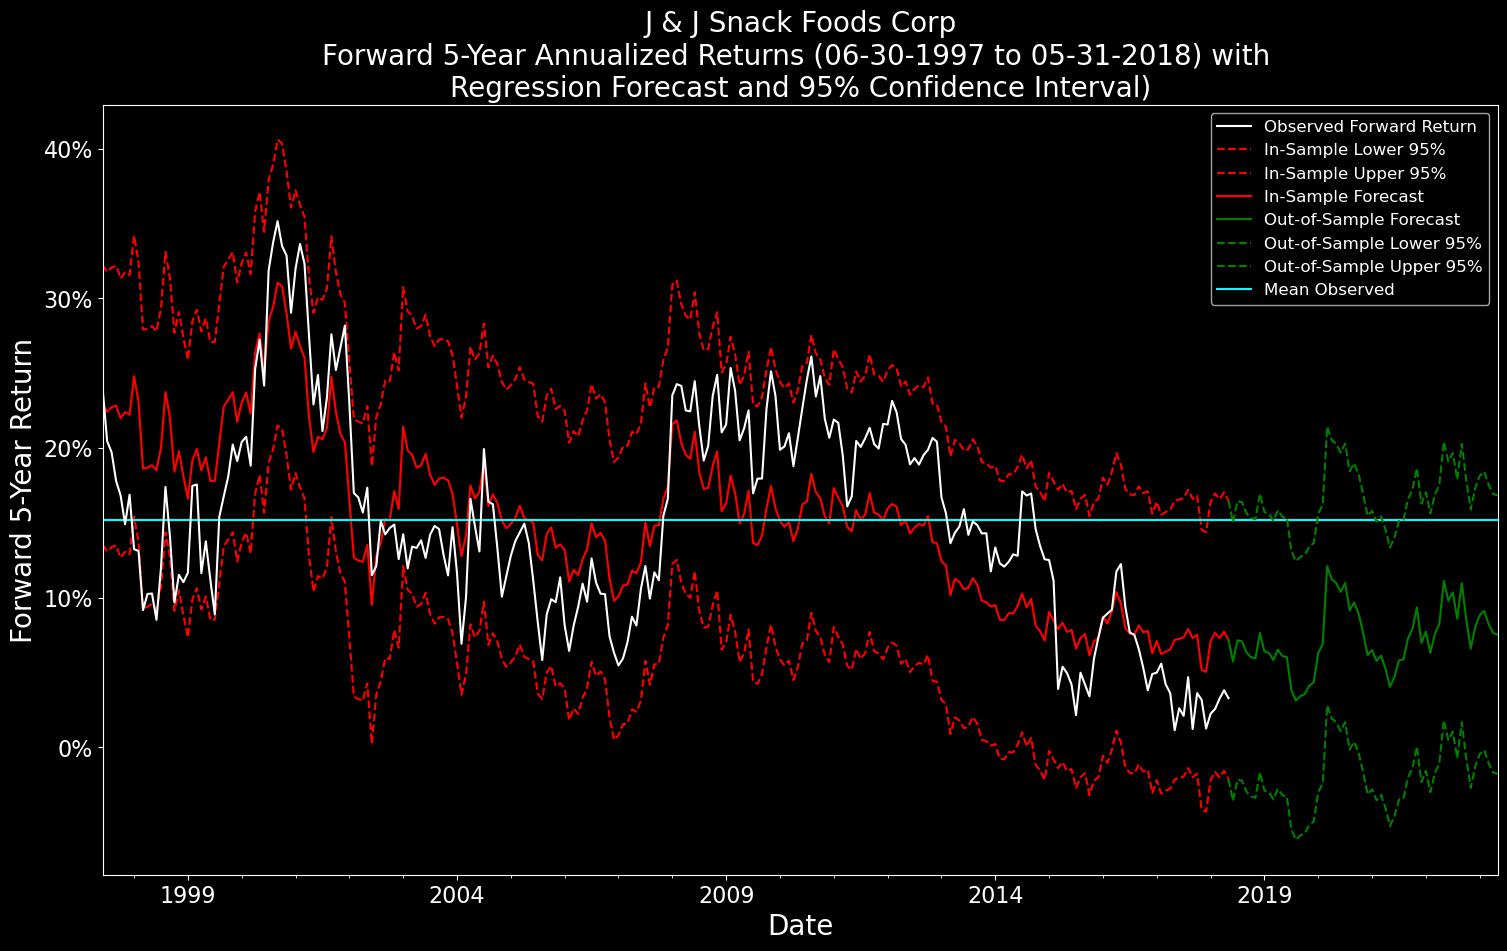 J & J Snack Foods Corp
Forward 5-Year Annualized Returns (06-30-1997 to 05-31-2018) with
Regression Forecast and 95% Confidence Interval)
Forward 5-Year Return
40%
30%
20%
10%
0%
Observed Forward Return
In-Sample Lower 95%
In-Sample Upper 95%
In-Sample Forecast
Out-of-Sample Forecast
Out-of-Sample Lower 95%
Out-of-Sample Upper 95%
Mean Observed
1999 2004 2009 2014 2019
Date